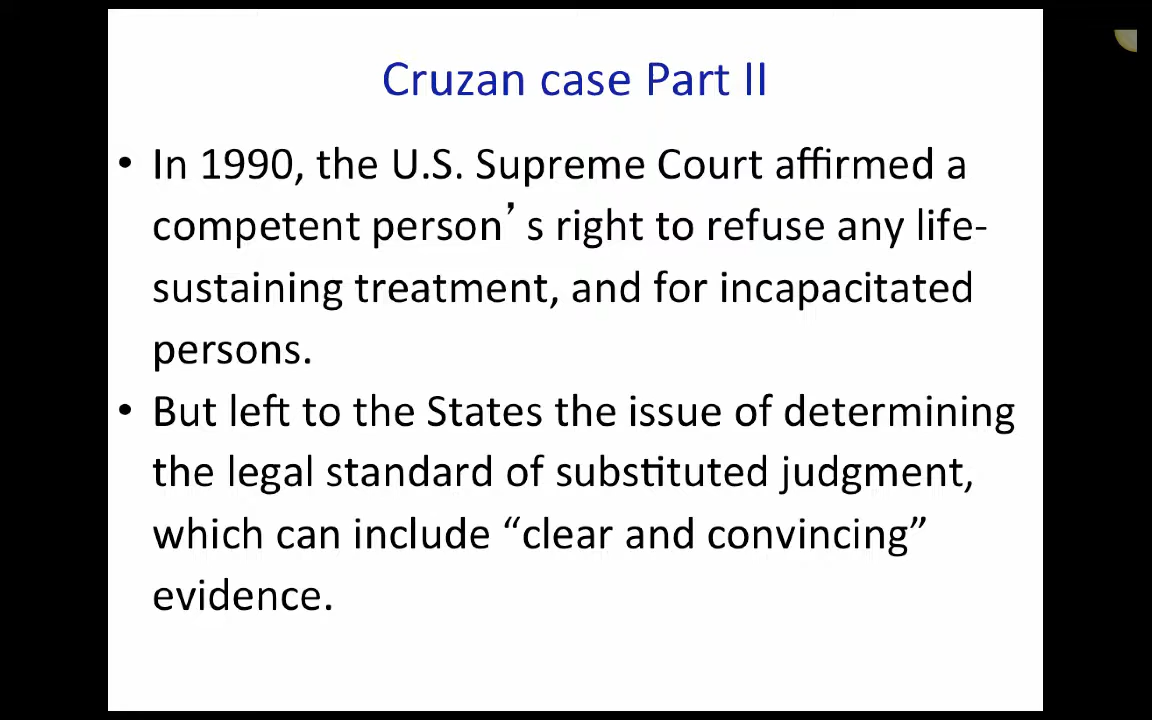 Cruzan case Part II
• In 1990, the U.S. Supreme Court affirmed a
competent person’ s right to refuse any life-
sustaining treatment, and for incapacitated
persons.
• But left to the States the issue of determining
the legal standard of substituted judgment,
which can include “clear and convincing”
evidence.